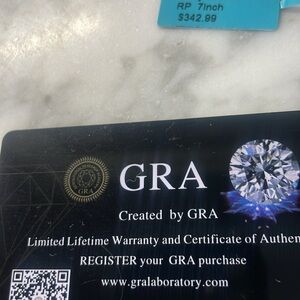 RP 7Inch
$342.99
GRA
GRA
Created by GRA
Limited Lifetime Warranty and Certificate of Authen
REGISTER your GRA purchase
www.gralaboratory.com